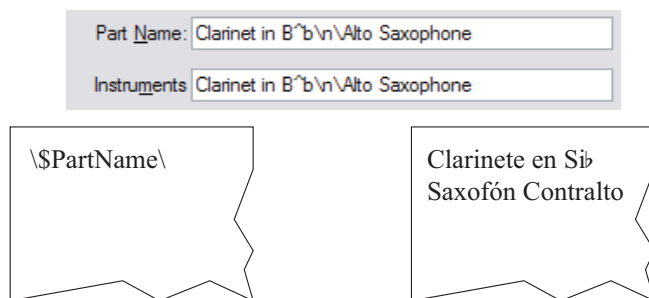 Part Name: Clarinet in B^b\n\Alto Saxophone
Instruments Clarinet in B^b\n\Alto Saxophone
\$PartName\
Clarinete en Si♭
Saxofón Contralto